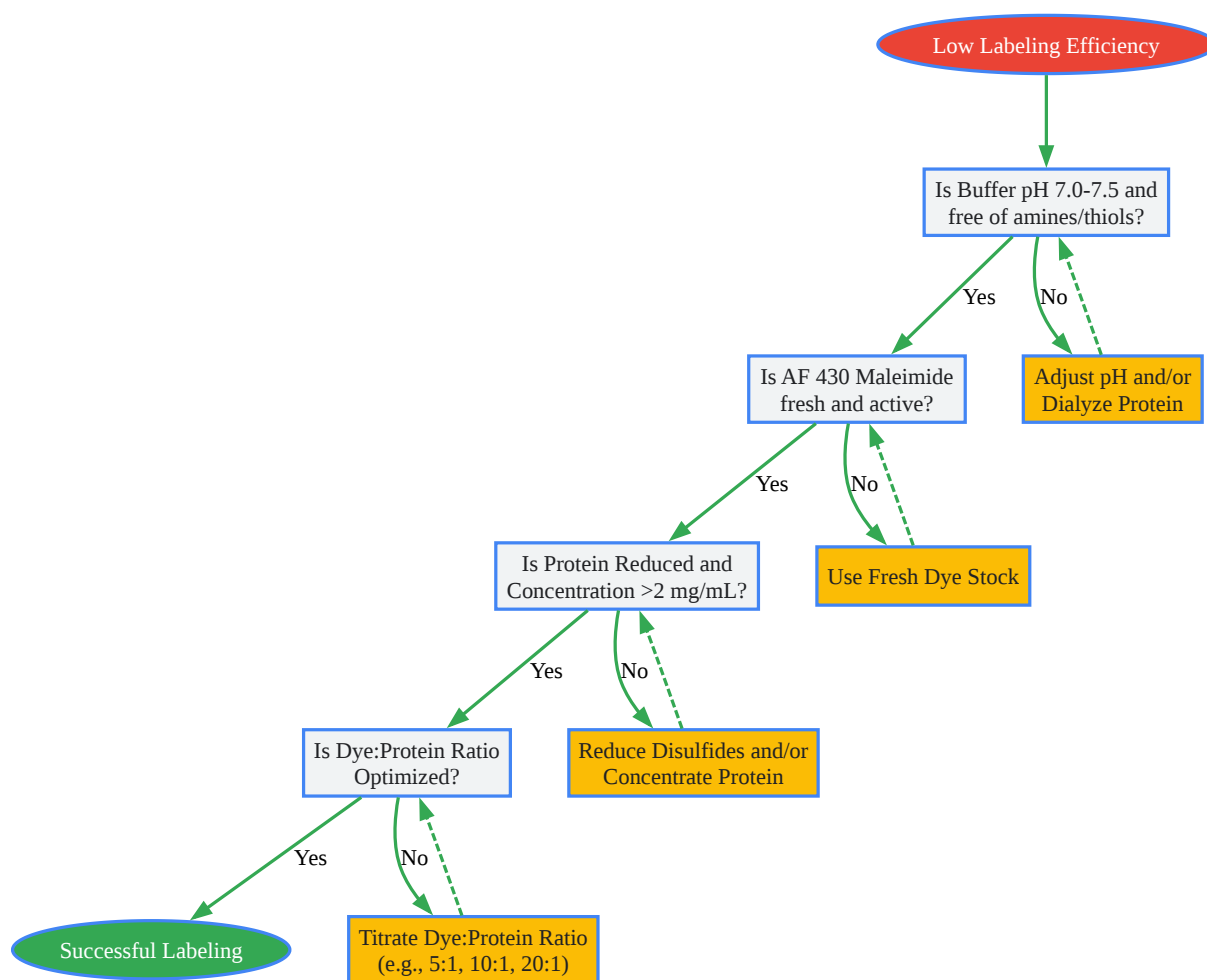 Low Labeling Efficiency
Is Buffer pH 7.0-7.5 and
free of amines/thiols?
Yes
No
Is AF 430 Maleimide
fresh and active?
Adjust pH and/or
Dialyze Protein
Yes
No
Is Protein Reduced and
Concentration >2 mg/mL?
Use Fresh Dye Stock
Yes
No
Is Dye:Protein Ratio
Optimized?
Reduce Disulfides and/or
Concentrate Protein
Yes
No
Successful Labeling
Titrate Dye:Protein Ratio
(e.g., 5:1, 10:1, 20:1)